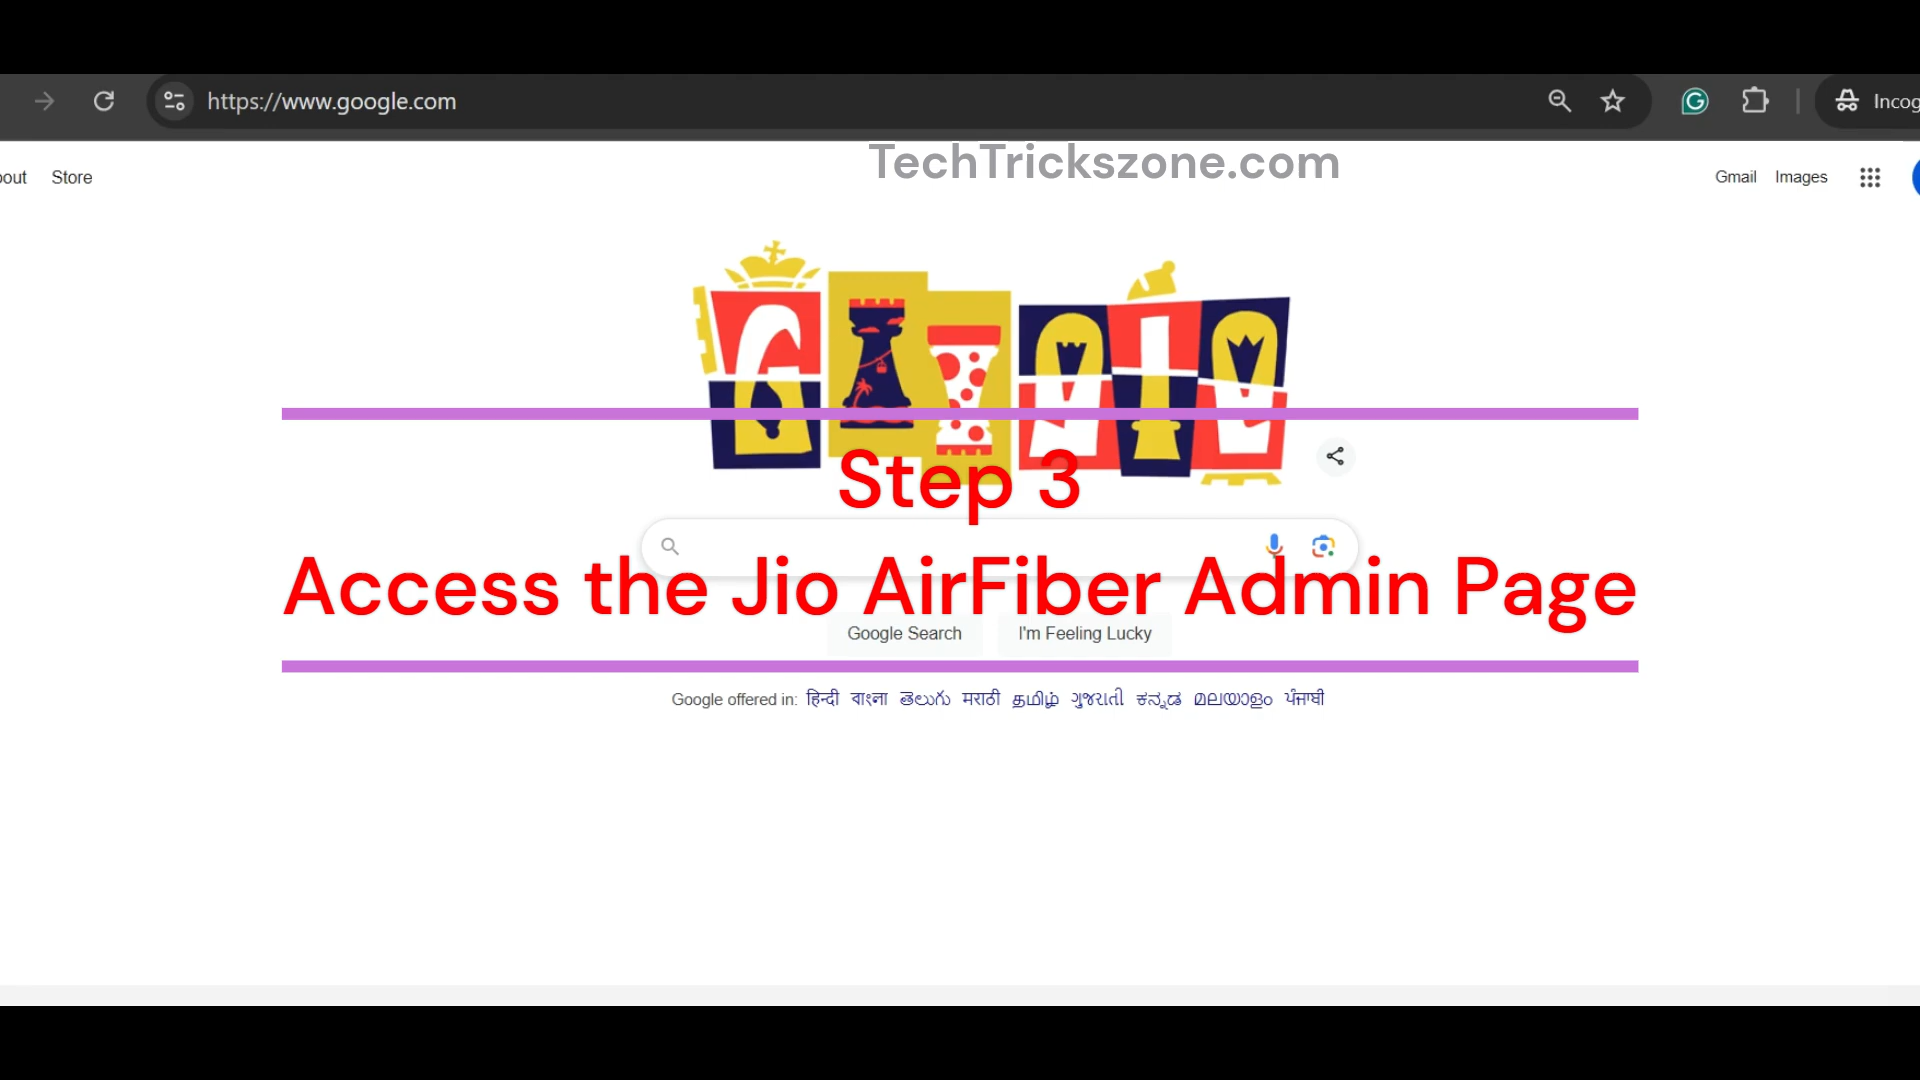 https://www.google.com
Incog
TechTrickszone.com
out
Store
Gmail
Images
Step 3
Access the Jio AirFiber Admin Page
Google Search
I'm Feeling Lucky
Google offered in: हिन्दी বাংলা తెలుగు मराठी தமிழ் ગુજરાતી ಕನ್ನಡ മലയാളം ਪੰਜਾਬੀ